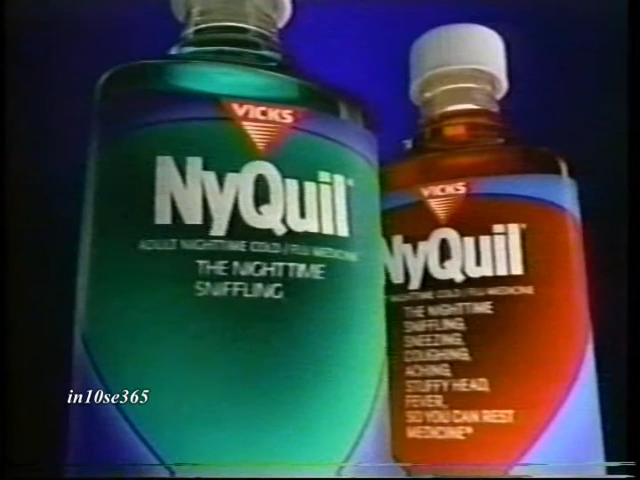 VICKS
NyQuil
ADULT NIGHTTIME COLD / FLU MEDICINE
THE NIGHTTIME
SNIFFLING,
VICKS
NyQuil
NIGHTTIME COLD/FLU MEDICINE
THE NIGHTTIME
SNIFFLING,
SNEEZING,
COUGHING,
ACHING,
STUFFY HEAD,
FEVER,
SO YOU CAN REST
MEDICINE®
in10se365